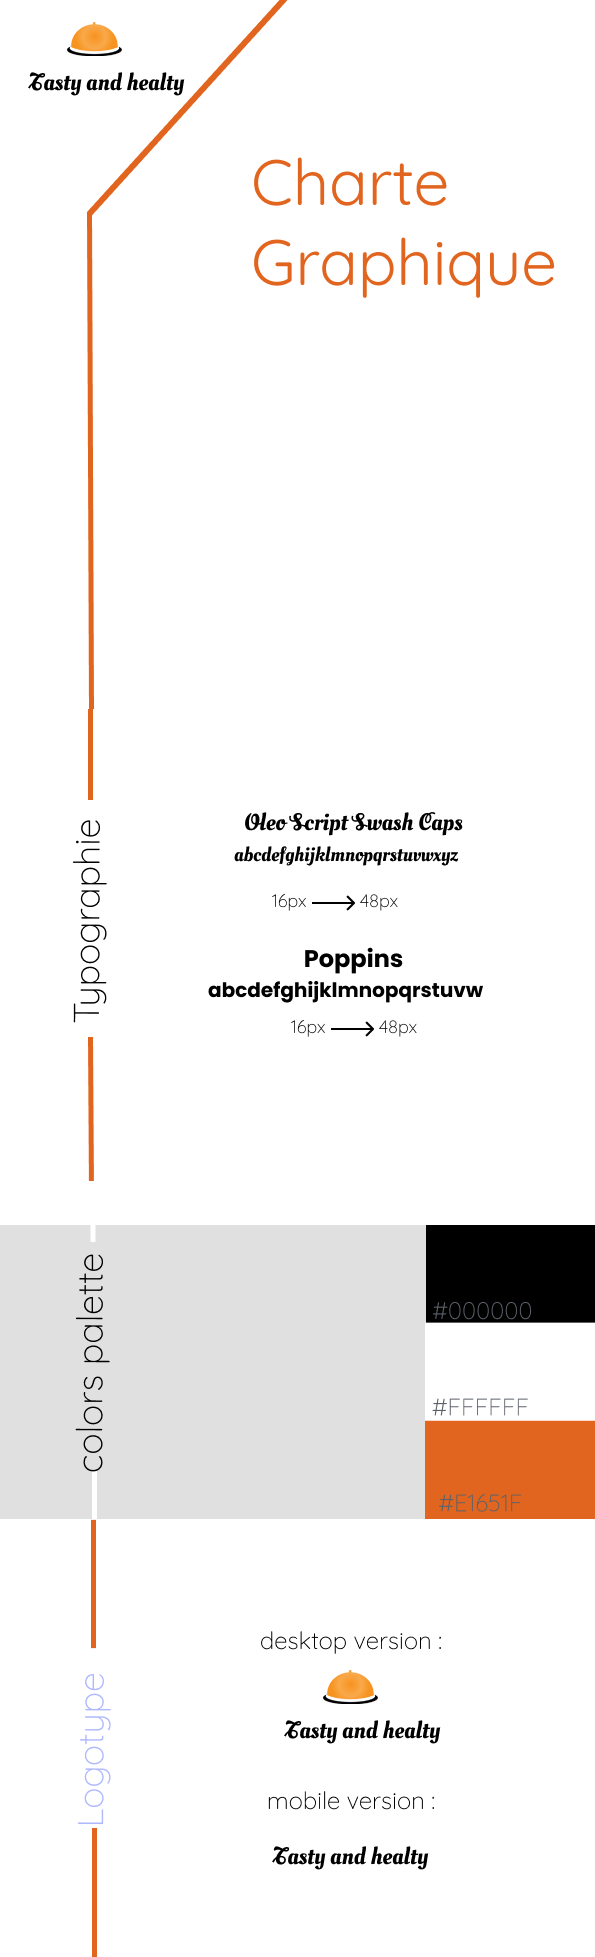 Tasty and healty
Charte
Graphique
Typographie
Oleo Script Swash Caps
abcdefghijklmnopqrstuvwxyz
16px 48px
Poppins
abcdefghijklmnopqrstuvw
16px 48px
colors palette
#000000
#FFFFFF
#E1651F
Logotype
desktop version :
Tasty and healty
mobile version :
Tasty and healty